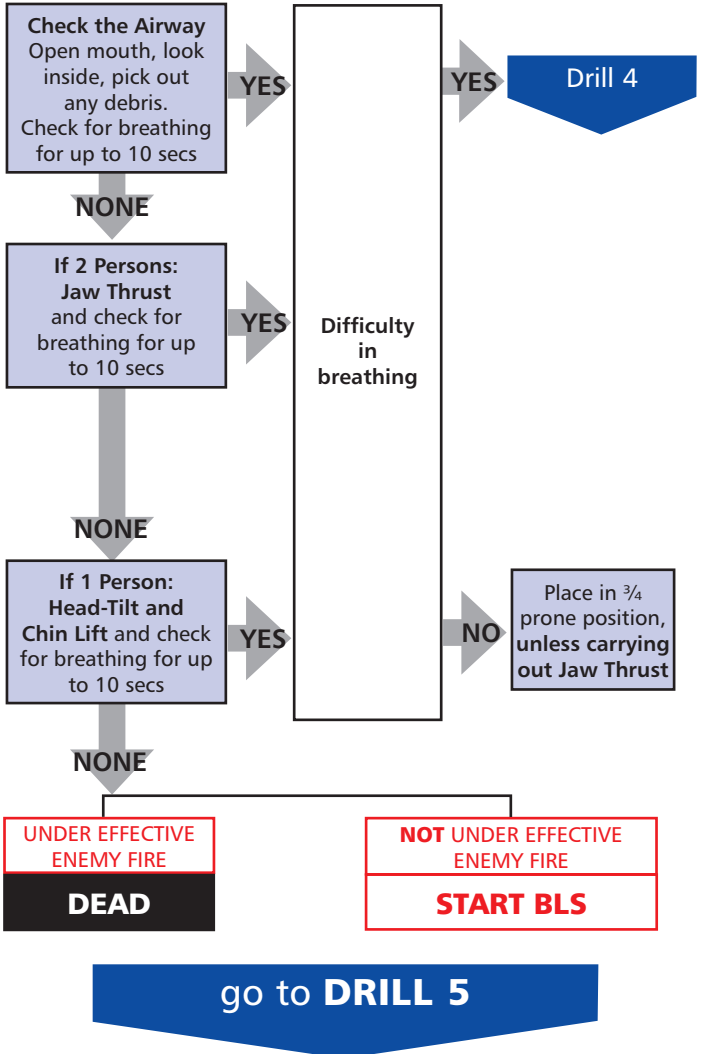 Check the Airway
Open mouth, look
inside, pick out
any debris.
Check for breathing
for up to 10 secs
YES
YES
Drill 4
NONE
If 2 Persons:
Jaw Thrust
and check for
breathing for up
to 10 secs
YES
Difficulty
in
breathing
NONE
If 1 Person:
Head-Tilt and
Chin Lift and check
for breathing for up
to 10 secs
YES
NO
Place in ¾
prone position,
unless carrying
out Jaw Thrust
NONE
UNDER EFFECTIVE
ENEMY FIRE
DEAD
NOT UNDER EFFECTIVE
ENEMY FIRE
START BLS
go to DRILL 5